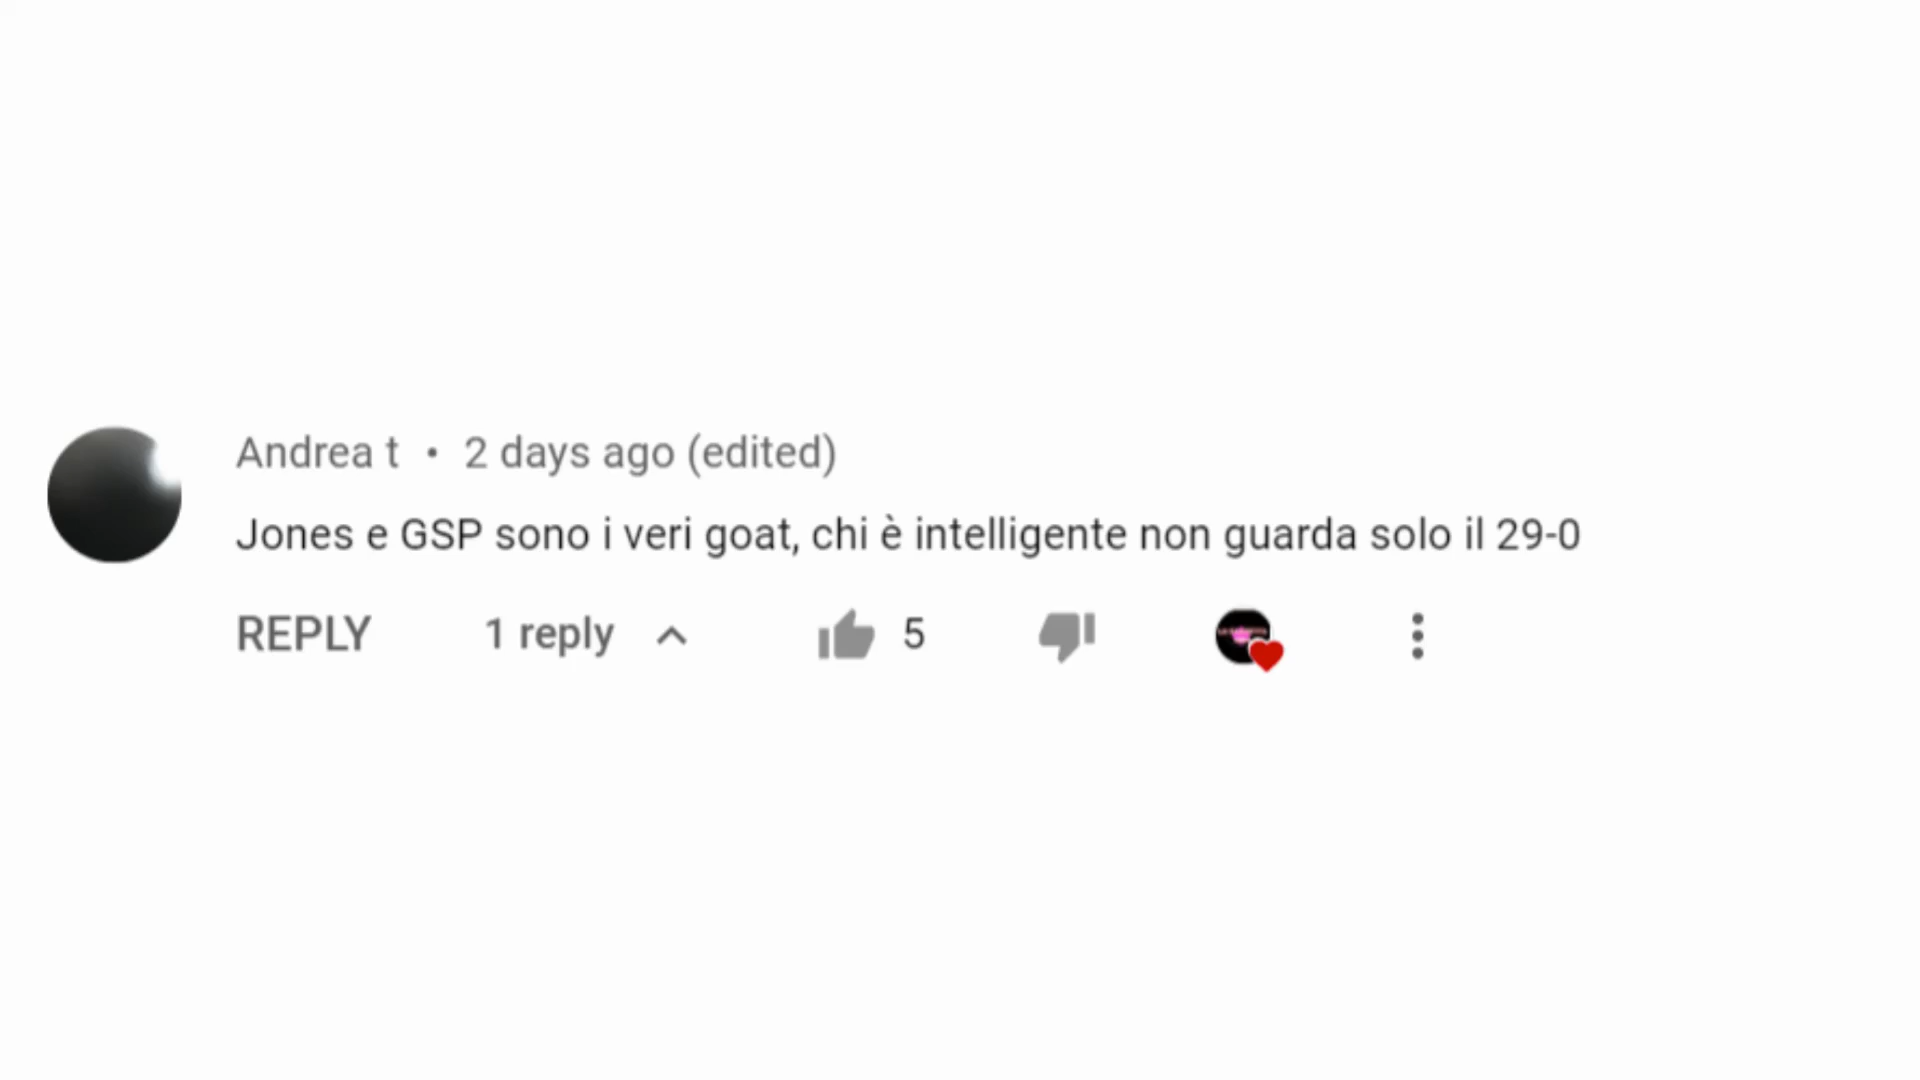 Andrea t • 2 days ago (edited)
Jones e GSP sono i veri goat, chi è intelligente non guarda solo il 29-0
REPLY 1 reply 5